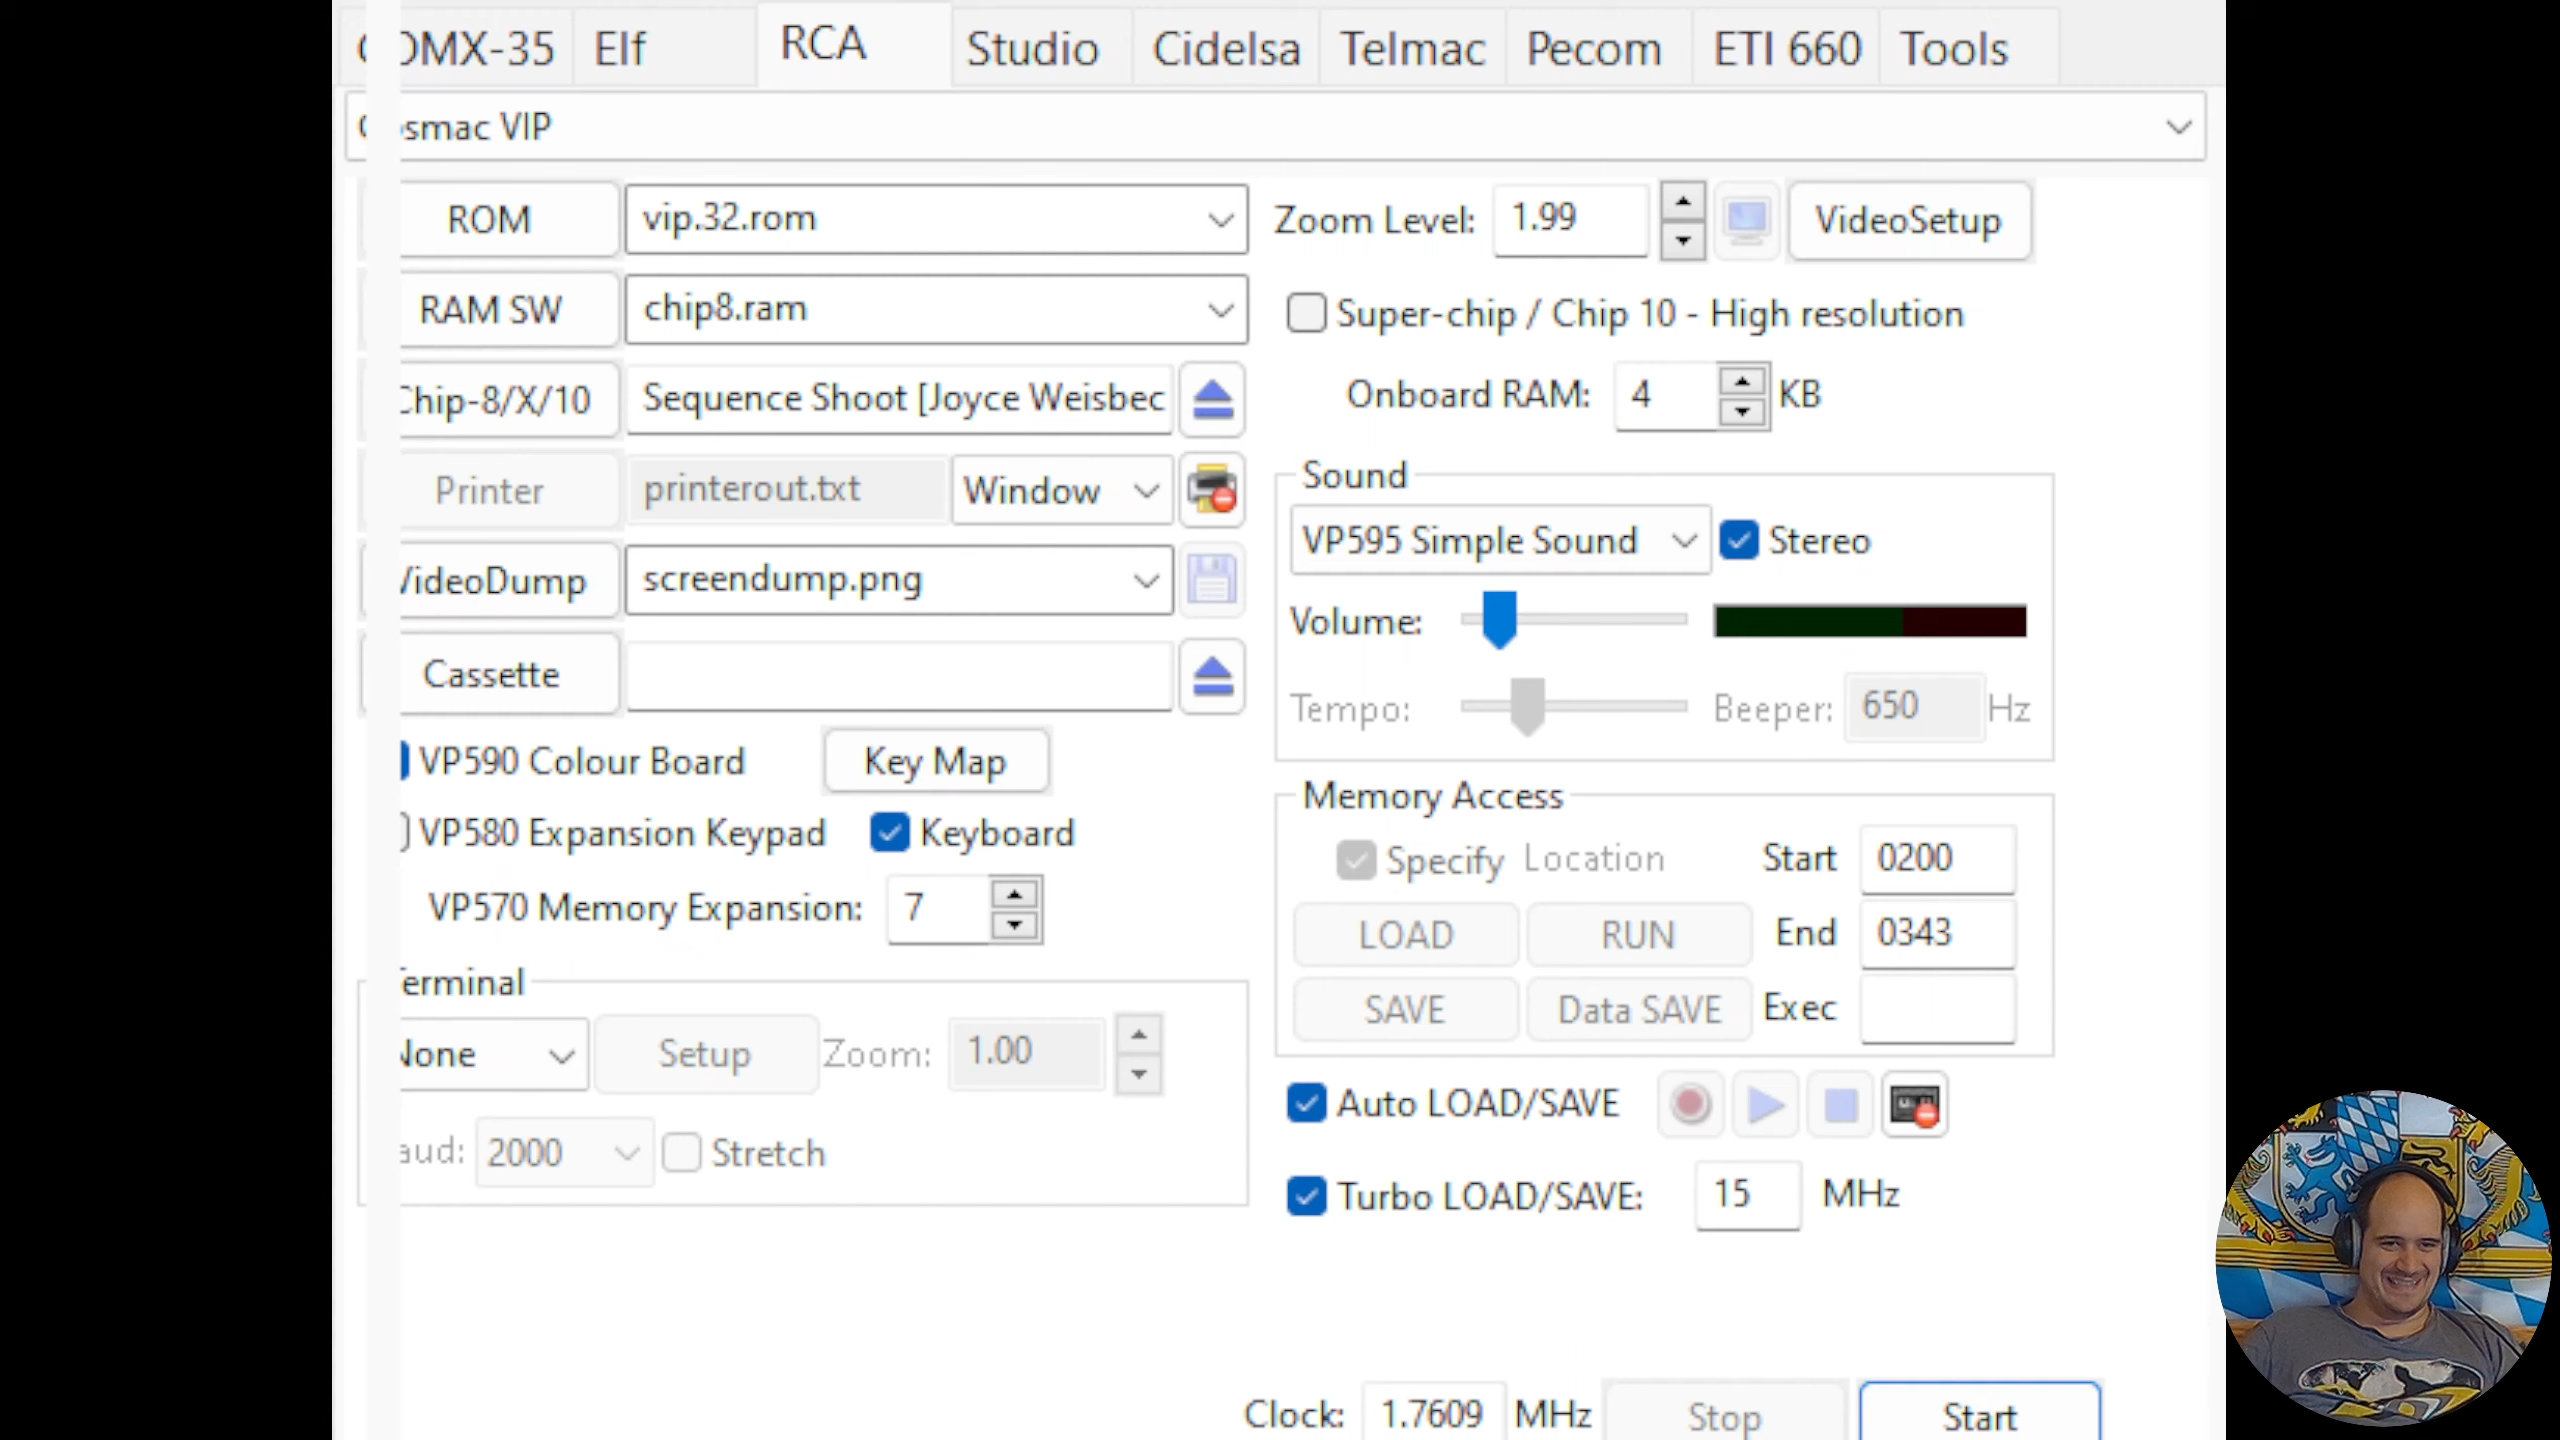 OMX-35 Elf RCA Studio Cidelsa Telmac Pecom ETI 660 Tools
smac VIP
ROM vip.32.rom Zoom Level: 1.99 VideoSetup
RAM SW chip8.ram Super-chip / Chip 10 - High resolution
Chip-8/X/10 Sequence Shoot [Joyce Weisbec Onboard RAM: 4 KB
Printer printerout.txt Window Sound
VP595 Simple Sound Stereo
VideoDump screendump.png Volume:
Cassette Tempo: Beeper: 650 Hz
VP590 Colour Board Key Map Memory Access
VP580 Expansion Keypad Keyboard Specify Location Start 0200
VP570 Memory Expansion: 7 LOAD RUN End 0343
erminal SAVE Data SAVE Exec
None Setup Zoom: 1.00 Auto LOAD/SAVE
aud: 2000 Stretch Turbo LOAD/SAVE: 15 MHz
Clock: 1.7609 MHz Stop Start